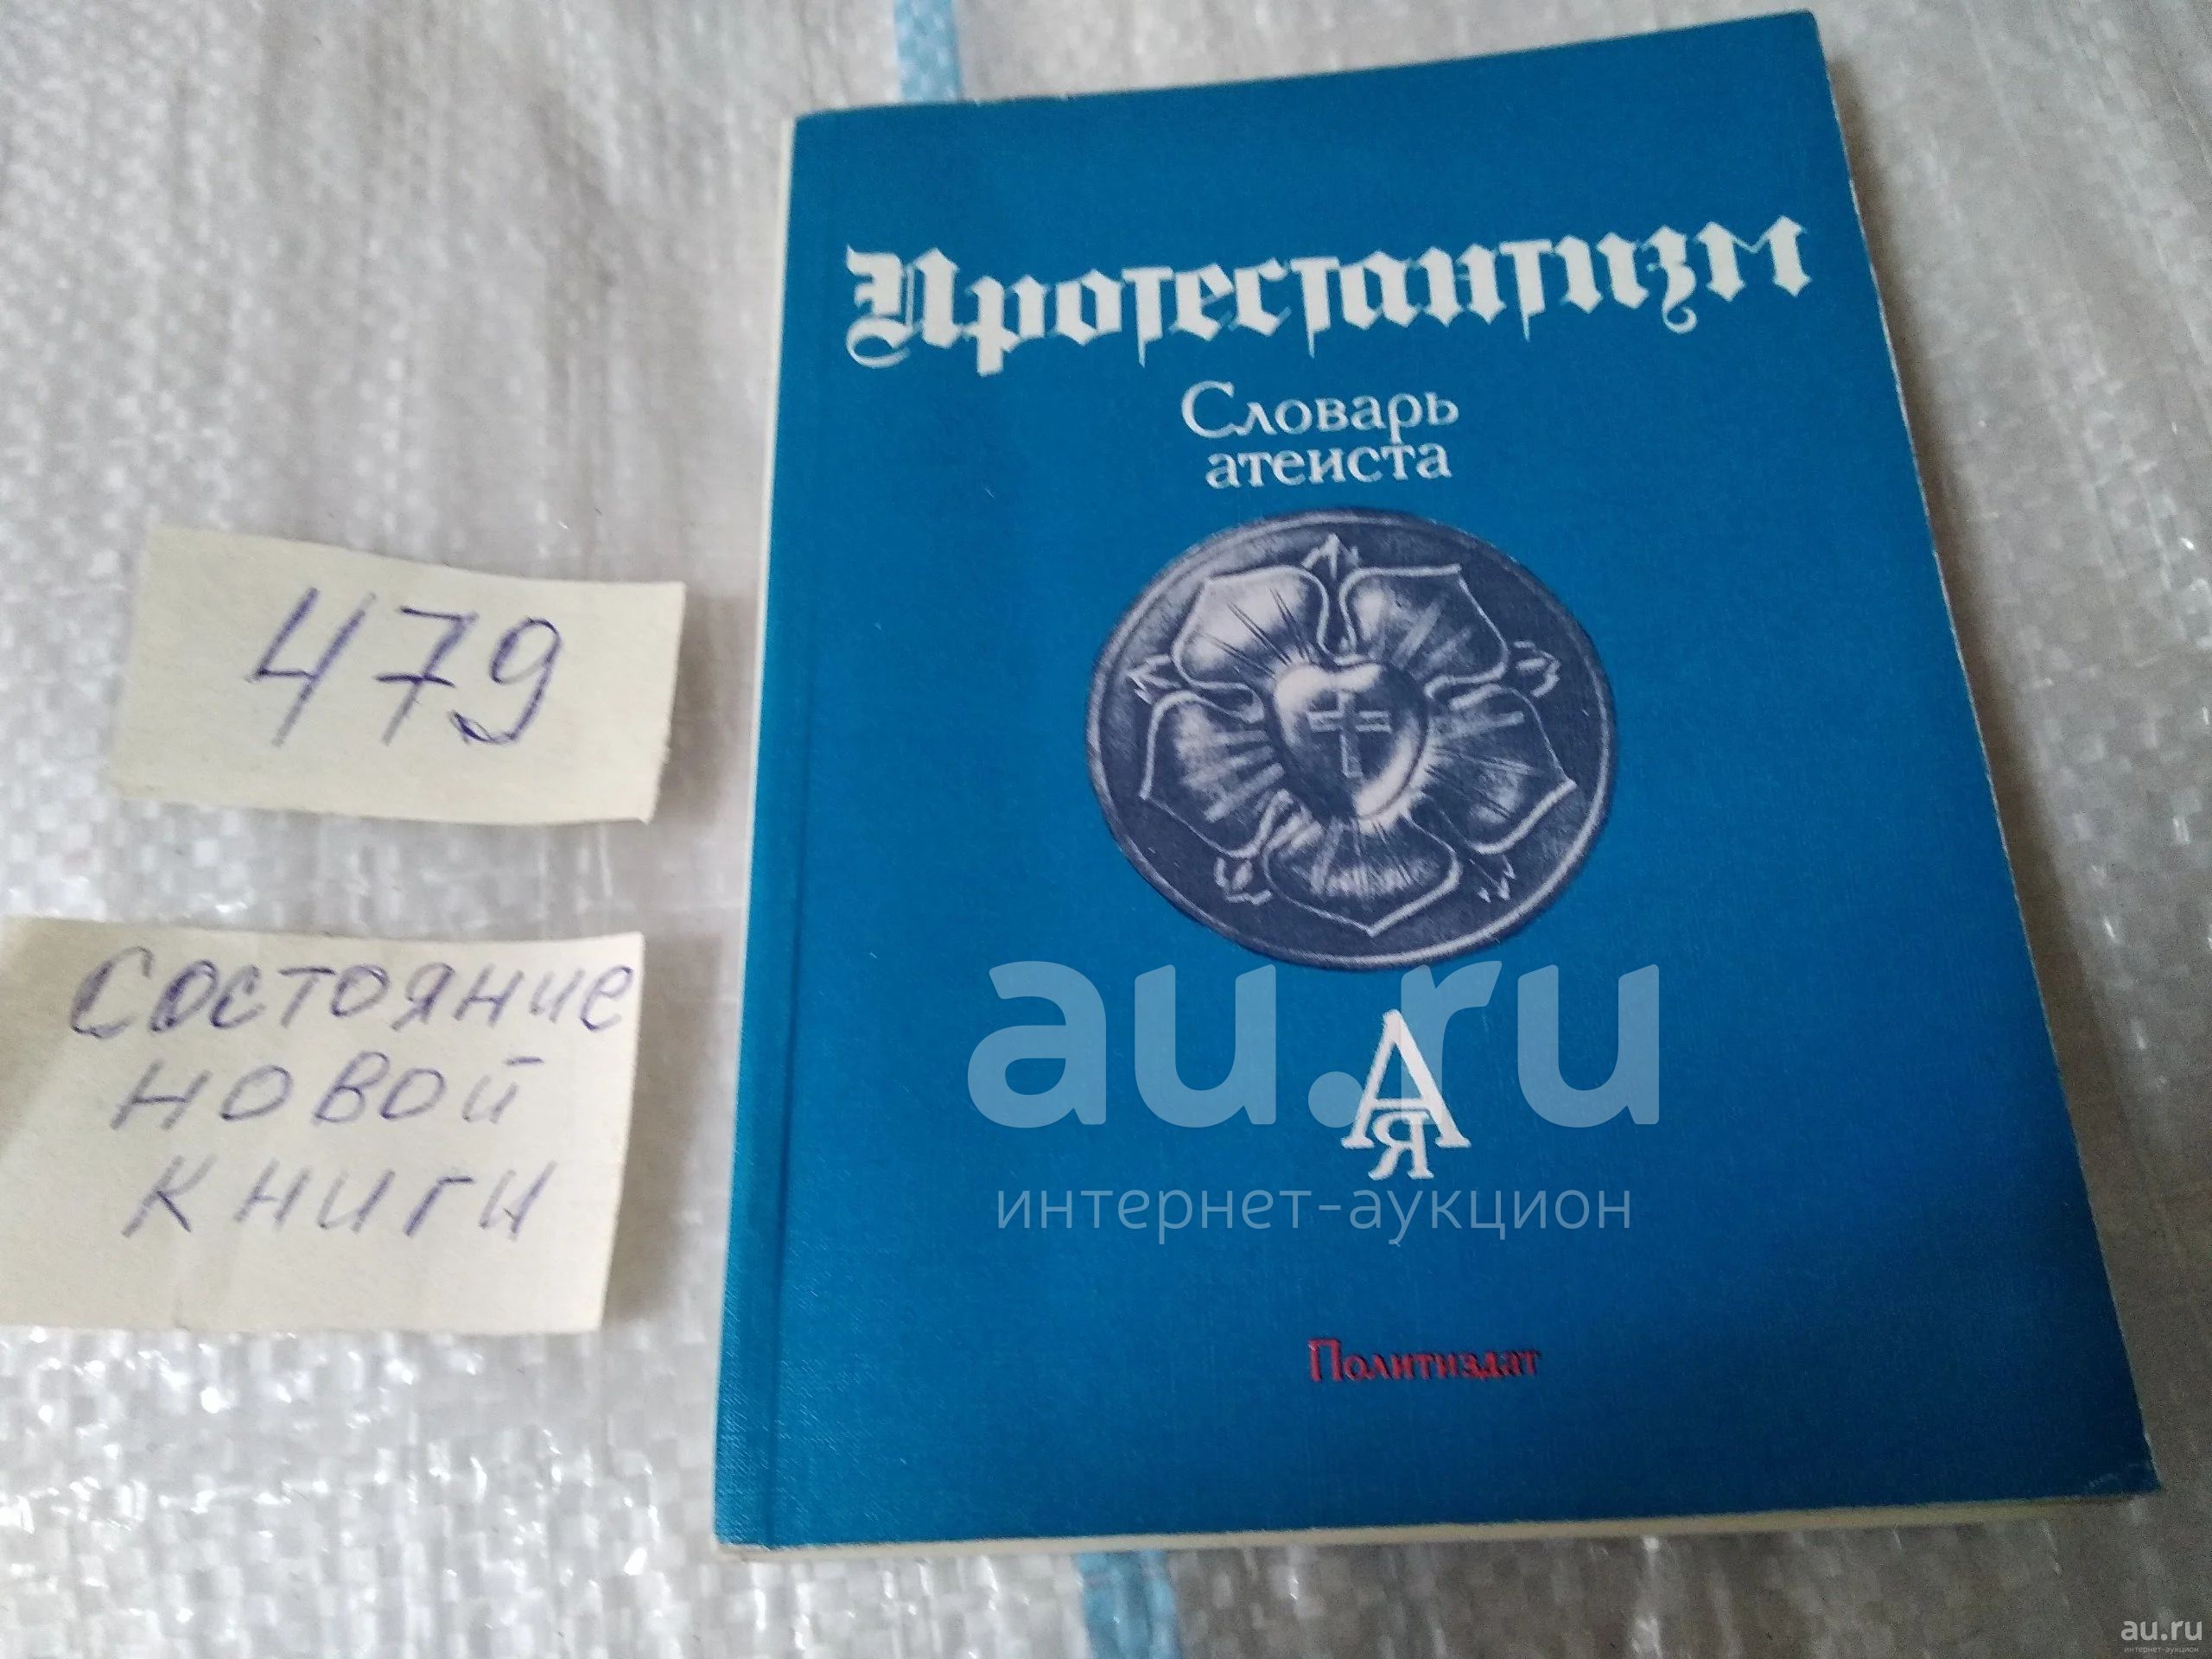 Протестантизм
Словарь
атеиста
479
Состояние
новой
книги
au.ru
А
Я
интернет-аукцион
Политиздат
au.ru
интернет-аукцион